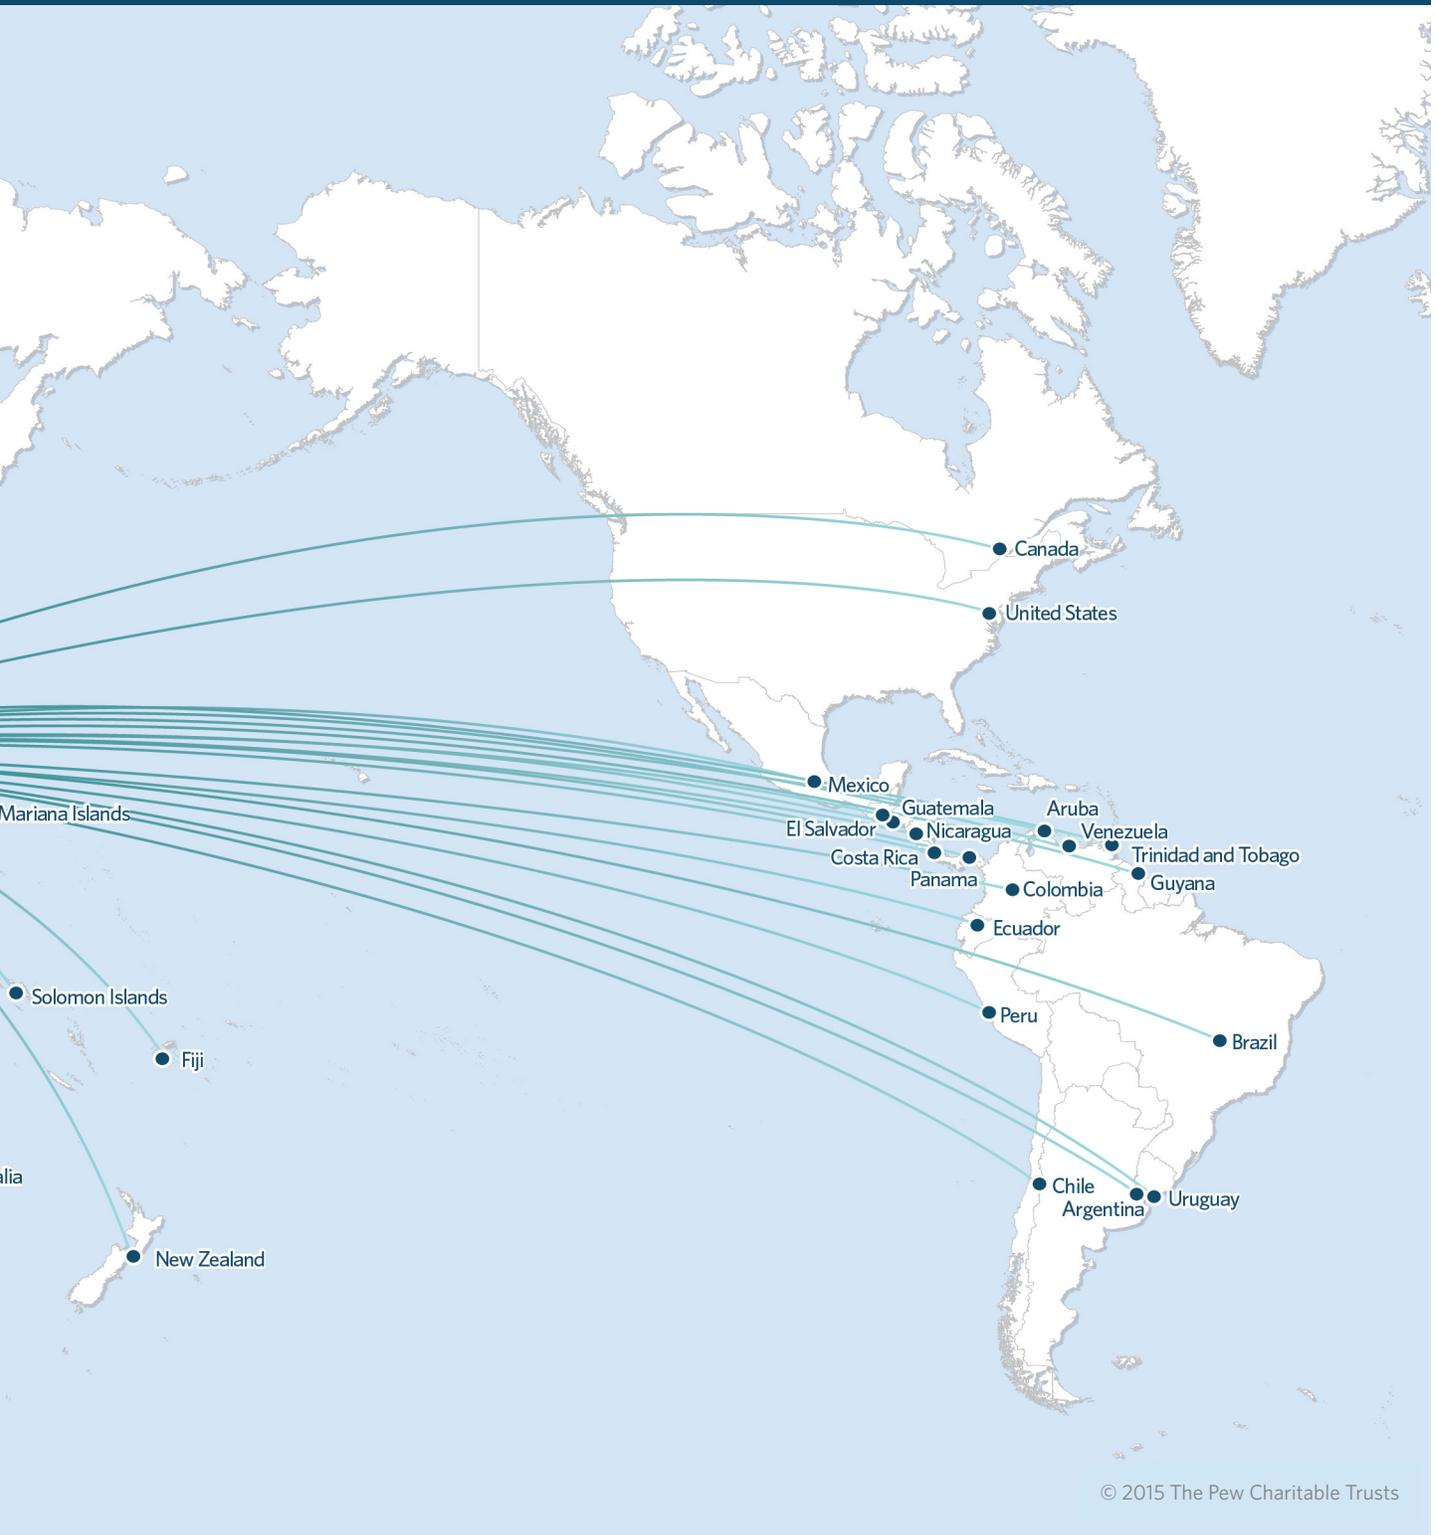 Canada
United States
Mexico
Mariana Islands
Guatemala
Aruba
El Salvador
Nicaragua
Venezuela
Costa Rica
Trinidad and Tobago
Panama
Guyana
Colombia
Ecuador
Solomon Islands
Peru
Brazil
Fiji
alia
Chile
Uruguay
Argentina
New Zealand
© 2015 The Pew Charitable Trusts